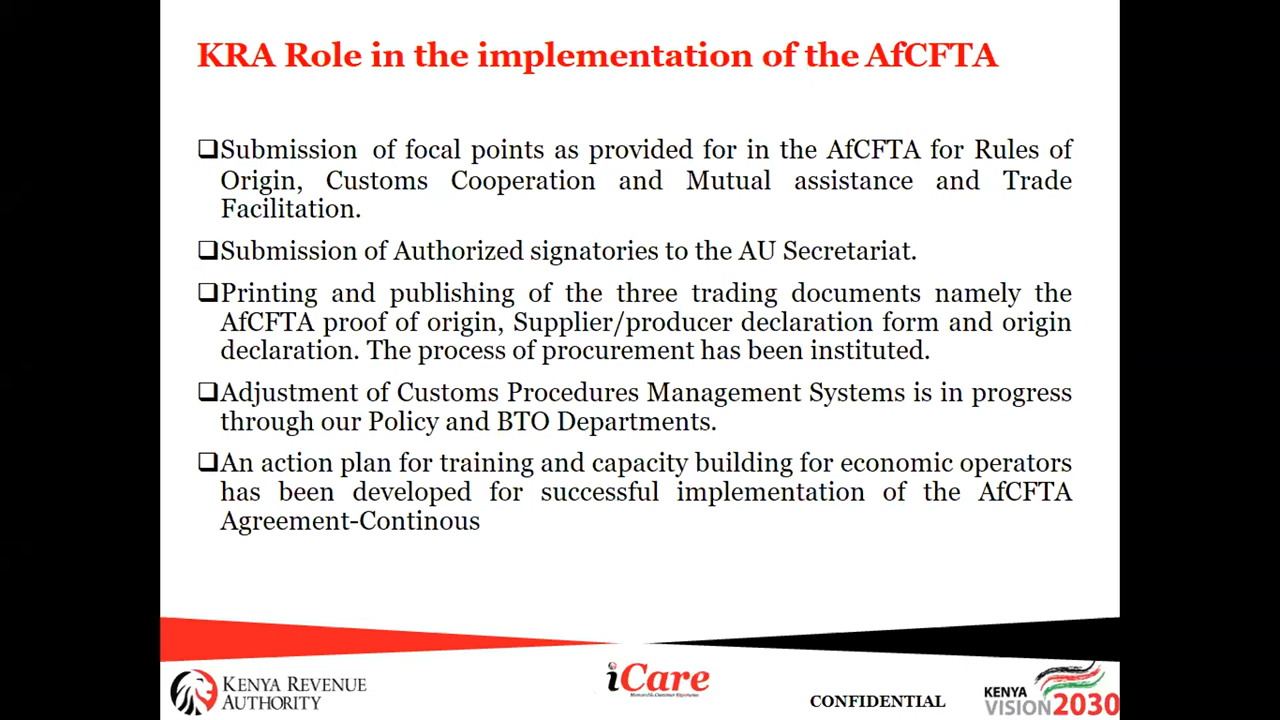 KRA Role in the implementation of the AfCFTA
Submission of focal points as provided for in the AfCFTA for Rules of
Origin, Customs Cooperation and Mutual assistance and Trade
Facilitation.
Submission of Authorized signatories to the AU Secretariat.
Printing and publishing of the three trading documents namely the
AfCFTA proof of origin, Supplier/producer declaration form and origin
declaration. The process of procurement has been instituted.
Adjustment of Customs Procedures Management Systems is in progress
through our Policy and BTO Departments.
An action plan for training and capacity building for economic operators
has been developed for successful implementation of the AfCFTA
Agreement-Continous
KENYA REVENUE
AUTHORITY
iCare
CONFIDENTIAL
KENYA
VISION 2030